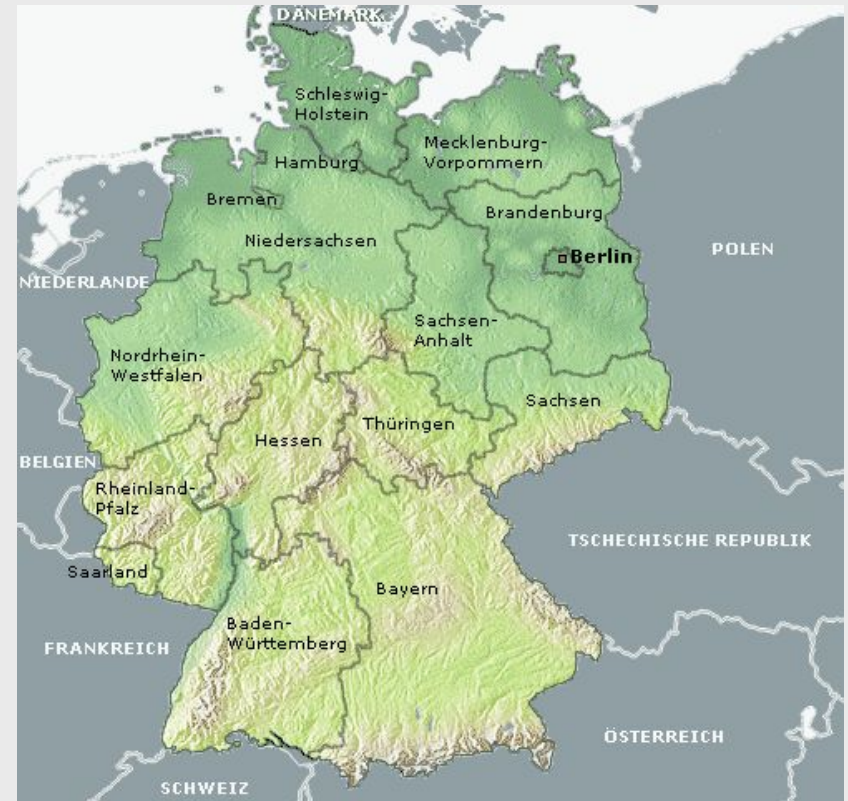 DÄNEMARK
Schleswig-
Holstein
Mecklenburg-
Vorpommern
Hamburg
Bremen
Brandenburg
Niedersachsen
Berlin
POLEN
NIEDERLANDE
Sachsen-
Anhalt
Nordrhein-
Westfalen
Sachsen
Thüringen
Hessen
BELGIEN
Rheinland-
Pfalz
TSCHECHISCHE REPUBLIK
Saarland
Bayern
Baden-
Württemberg
FRANKREICH
ÖSTERREICH
SCHWEIZ